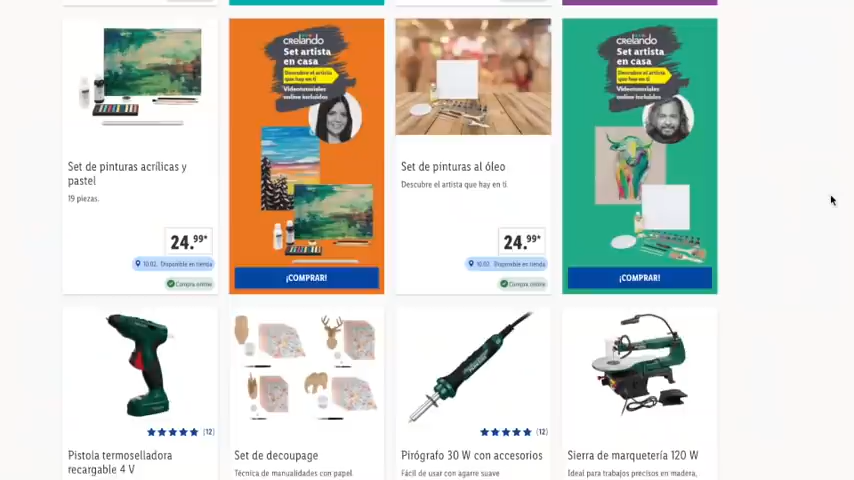 Set de pinturas acrílicas y
pastel
19 piezas.
24.99*
10.02. Disponible en tienda
Compra online
CRELANDO
Set artista
en casa
Descubre el artista
que hay en ti
Videotutoriales
online incluidos
¡COMPRAR!
Set de pinturas al óleo
Descubre el artista que hay en ti
24.99*
10.02. Disponible en tienda
Compra online
CRELANDO
Set artista
en casa
Descubre el artista
que hay en ti
Videotutoriales
online incluidos
¡COMPRAR!
(12)
Pistola termoselladora
recargable 4 V
Set de decoupage
Técnica de manualidades con papel
(12)
Pirógrafo 30 W con accesorios
Fácil de usar con agarre suave
Sierra de marquetería 120 W
Ideal para trabajos precisos en madera,